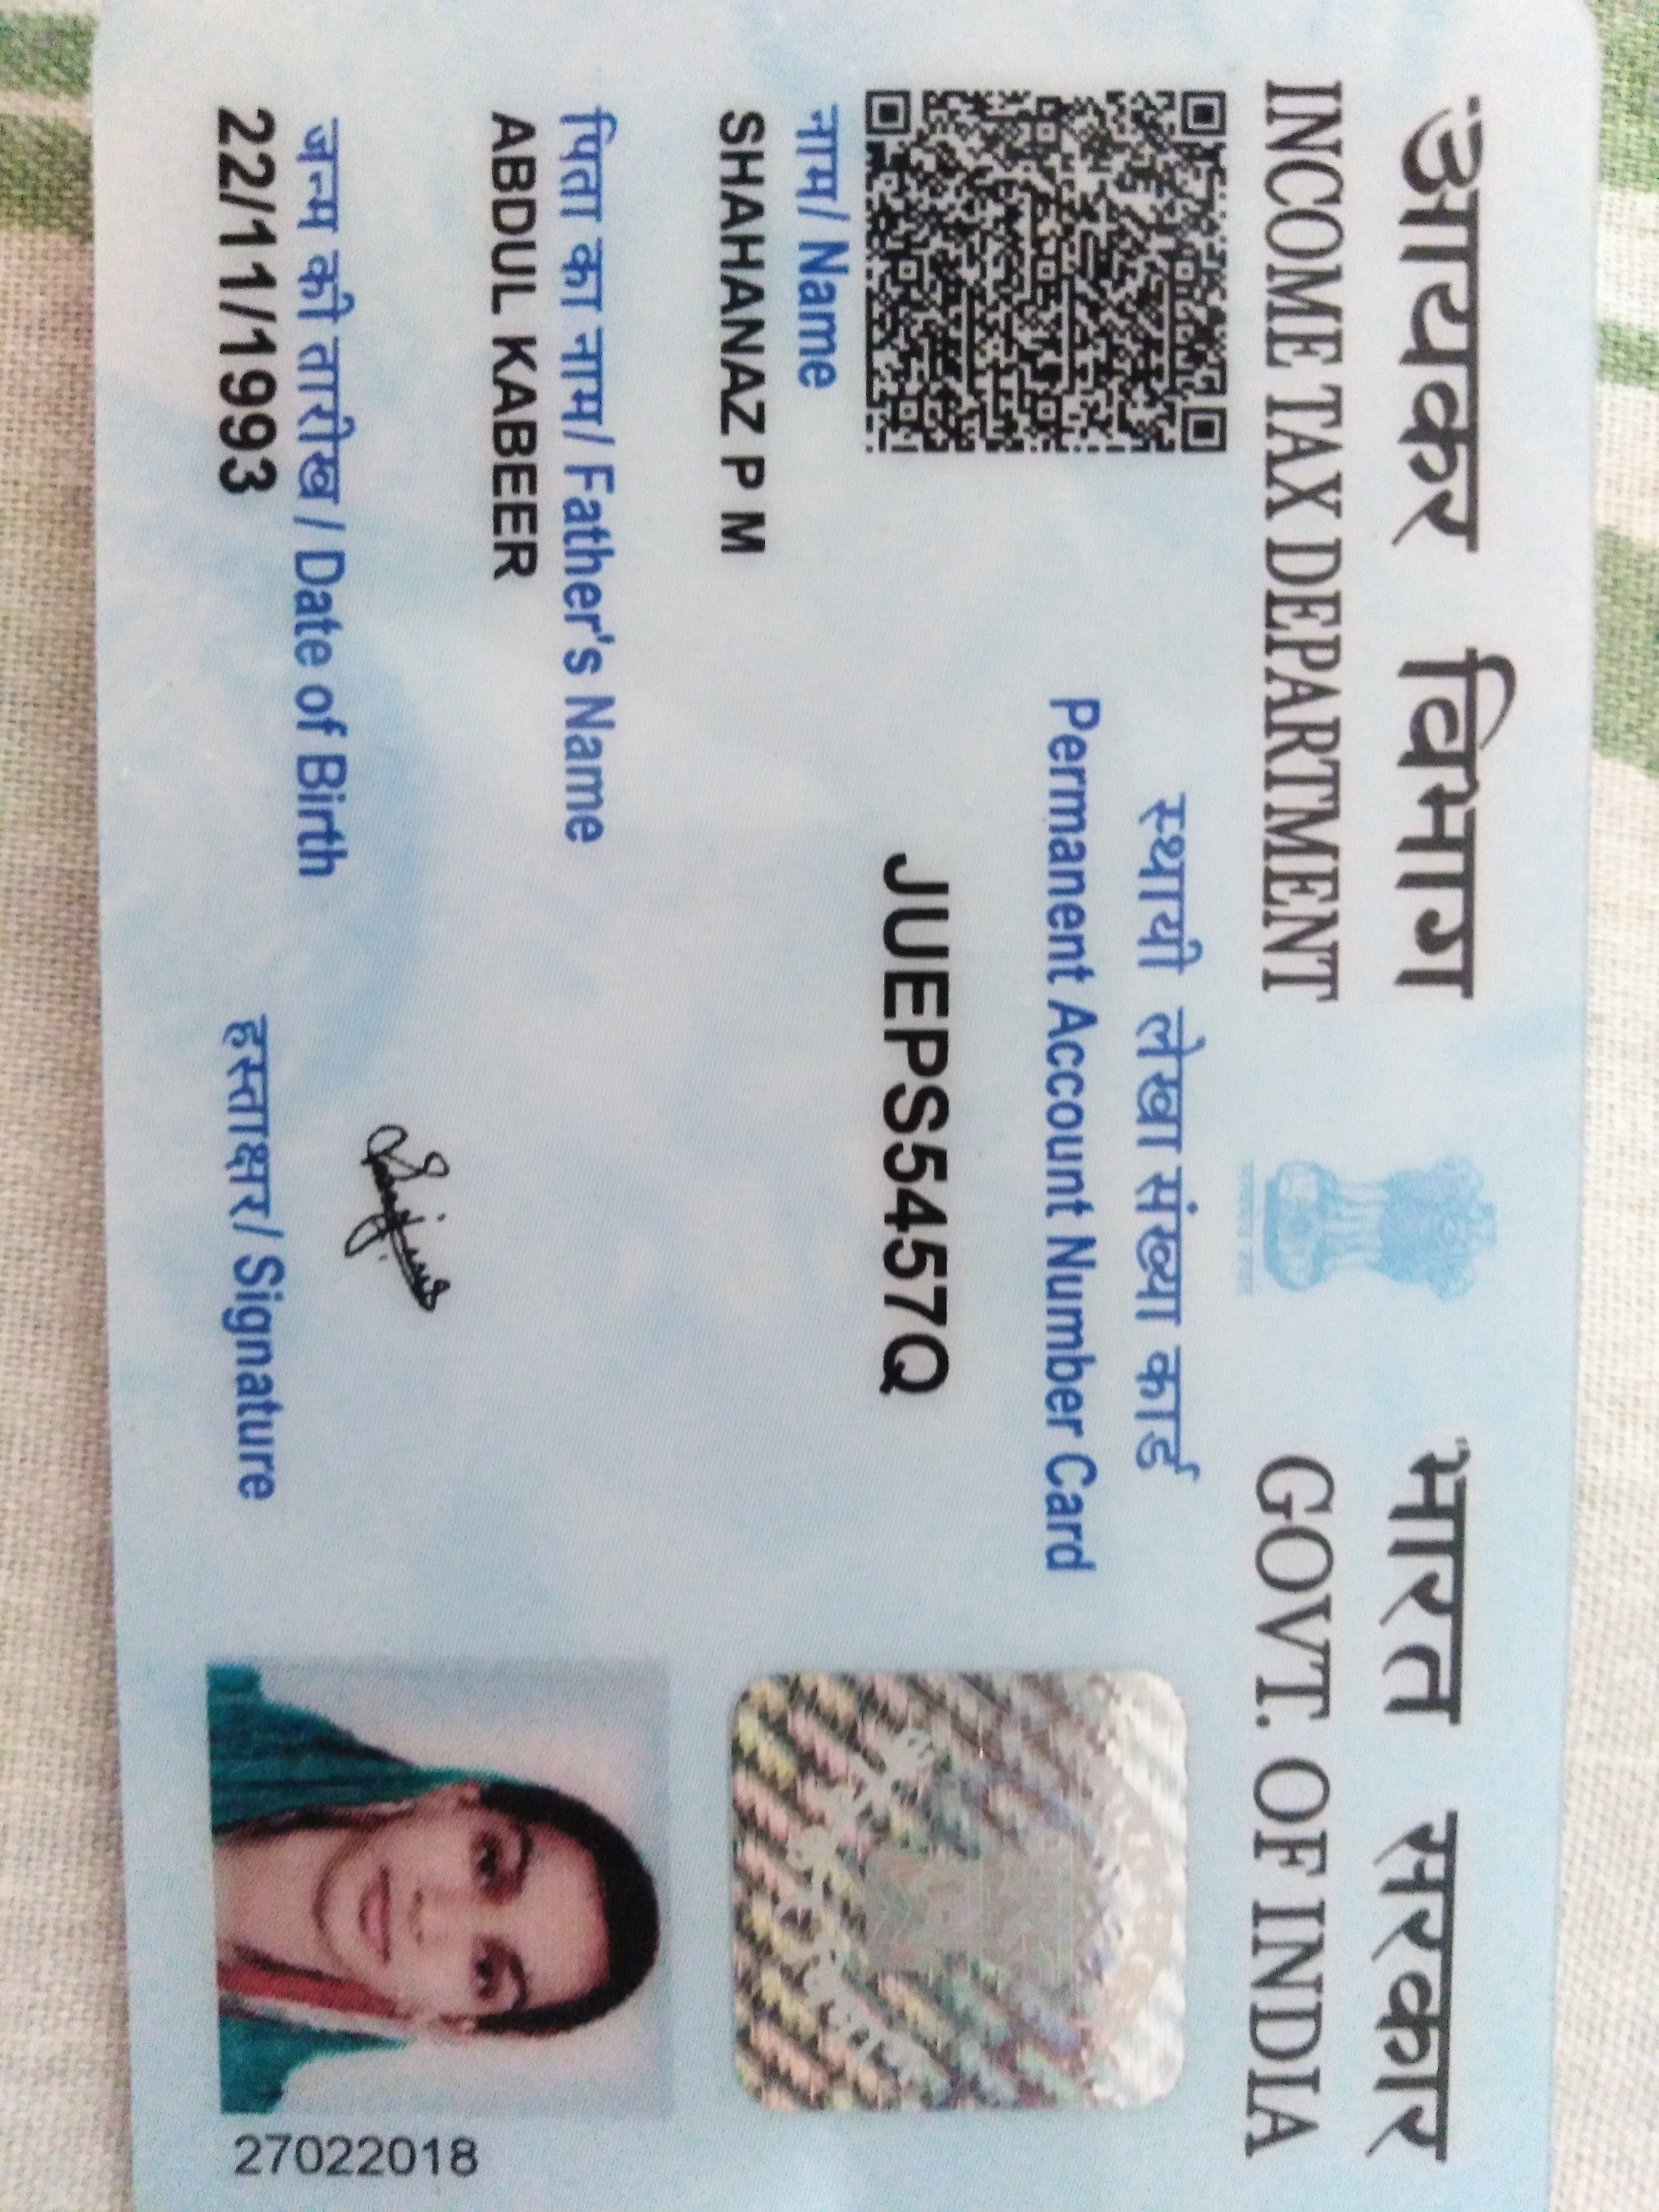 आयकर विभाग
INCOME TAX DEPARTMENT
भारत सरकार
GOVT. OF INDIA
स्थायी लेखा संख्या कार्ड
Permanent Account Number Card
JUEPS5457Q
नाम/ Name
SHAHANAZ P M
पिता का नाम/ Father's Name
ABDUL KABEER
जन्म की तारीख / Date of Birth
22/11/1993
हस्ताक्षर/ Signature
27022018